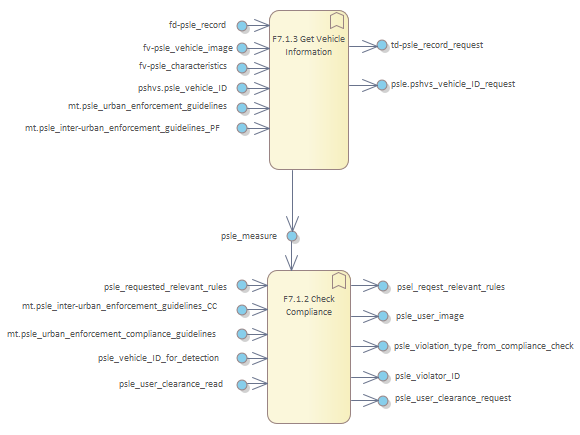 fd-psle_record
fv-psle_vehicle_image
fv-psle_characteristics
pshvs.psle_vehicle_ID
mt.psle_urban_enforcement_guidelines
mt.psle_inter-urban_enforcement_guidelines_PF
F7.1.3 Get Vehicle
Information
td-psle_record_request
psle.pshvs_vehicle_ID_request
psle_measure
psle_requested_relevant_rules
mt.psle_inter-urban_enforcement_guidelines_CC
mt.psle_urban_enforcement_compliance_guidelines
psle_vehicle_ID_for_detection
psle_user_clearance_read
F7.1.2 Check
Compliance
psel_reqest_relevant_rules
psle_user_image
psle_violation_type_from_compliance_check
psle_violator_ID
psle_user_clearance_request